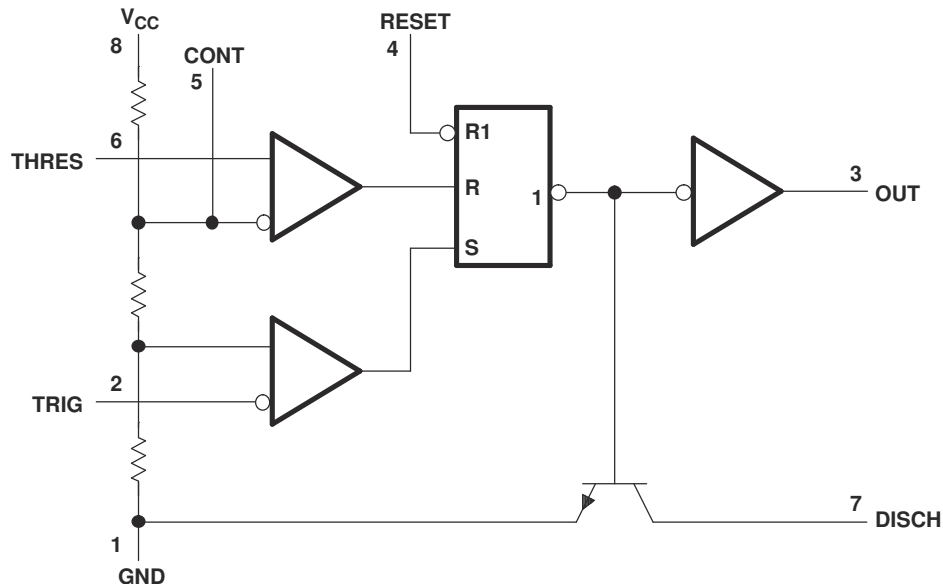 VCC
8
CONT
5
RESET
4
6
THRES
R1
R
1
S
3
OUT
2
TRIG
7
DISCH
1
GND